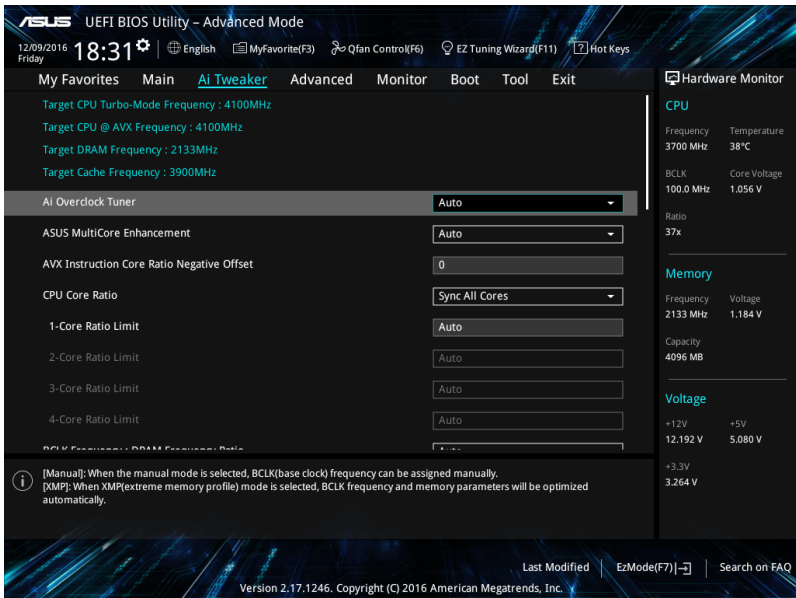 ASUS UEFI BIOS Utility – Advanced Mode
12/09/2016 Friday 18:31 English MyFavorite(F3) Qfan Control(F6) EZ Tuning Wizard(F11) ? Hot Keys
My Favorites Main Ai Tweaker Advanced Monitor Boot Tool Exit
Target CPU Turbo-Mode Frequency : 4100MHz
Target CPU @ AVX Frequency : 4100MHz
Target DRAM Frequency : 2133MHz
Target Cache Frequency : 3900MHz
Ai Overclock Tuner Auto
ASUS MultiCore Enhancement Auto
AVX Instruction Core Ratio Negative Offset 0
CPU Core Ratio Sync All Cores
1-Core Ratio Limit Auto
2-Core Ratio Limit Auto
3-Core Ratio Limit Auto
4-Core Ratio Limit Auto
BCLK Frequency : DRAM Frequency Ratio Auto
[Manual]: When the manual mode is selected, BCLK(base clock) frequency can be assigned manually.
[XMP]: When XMP(extreme memory profile) mode is selected, BCLK frequency and memory parameters will be optimized
automatically.
Hardware Monitor
CPU
Frequency Temperature
3700 MHz 38°C
BCLK Core Voltage
100.0 MHz 1.056 V
Ratio
37x
Memory
Frequency Voltage
2133 MHz 1.184 V
Capacity
4096 MB
Voltage
+12V +5V
12.192 V 5.080 V
+3.3V
3.264 V
Last Modified EzMode(F7) Search on FAQ
Version 2.17.1246. Copyright (C) 2016 American Megatrends, Inc.